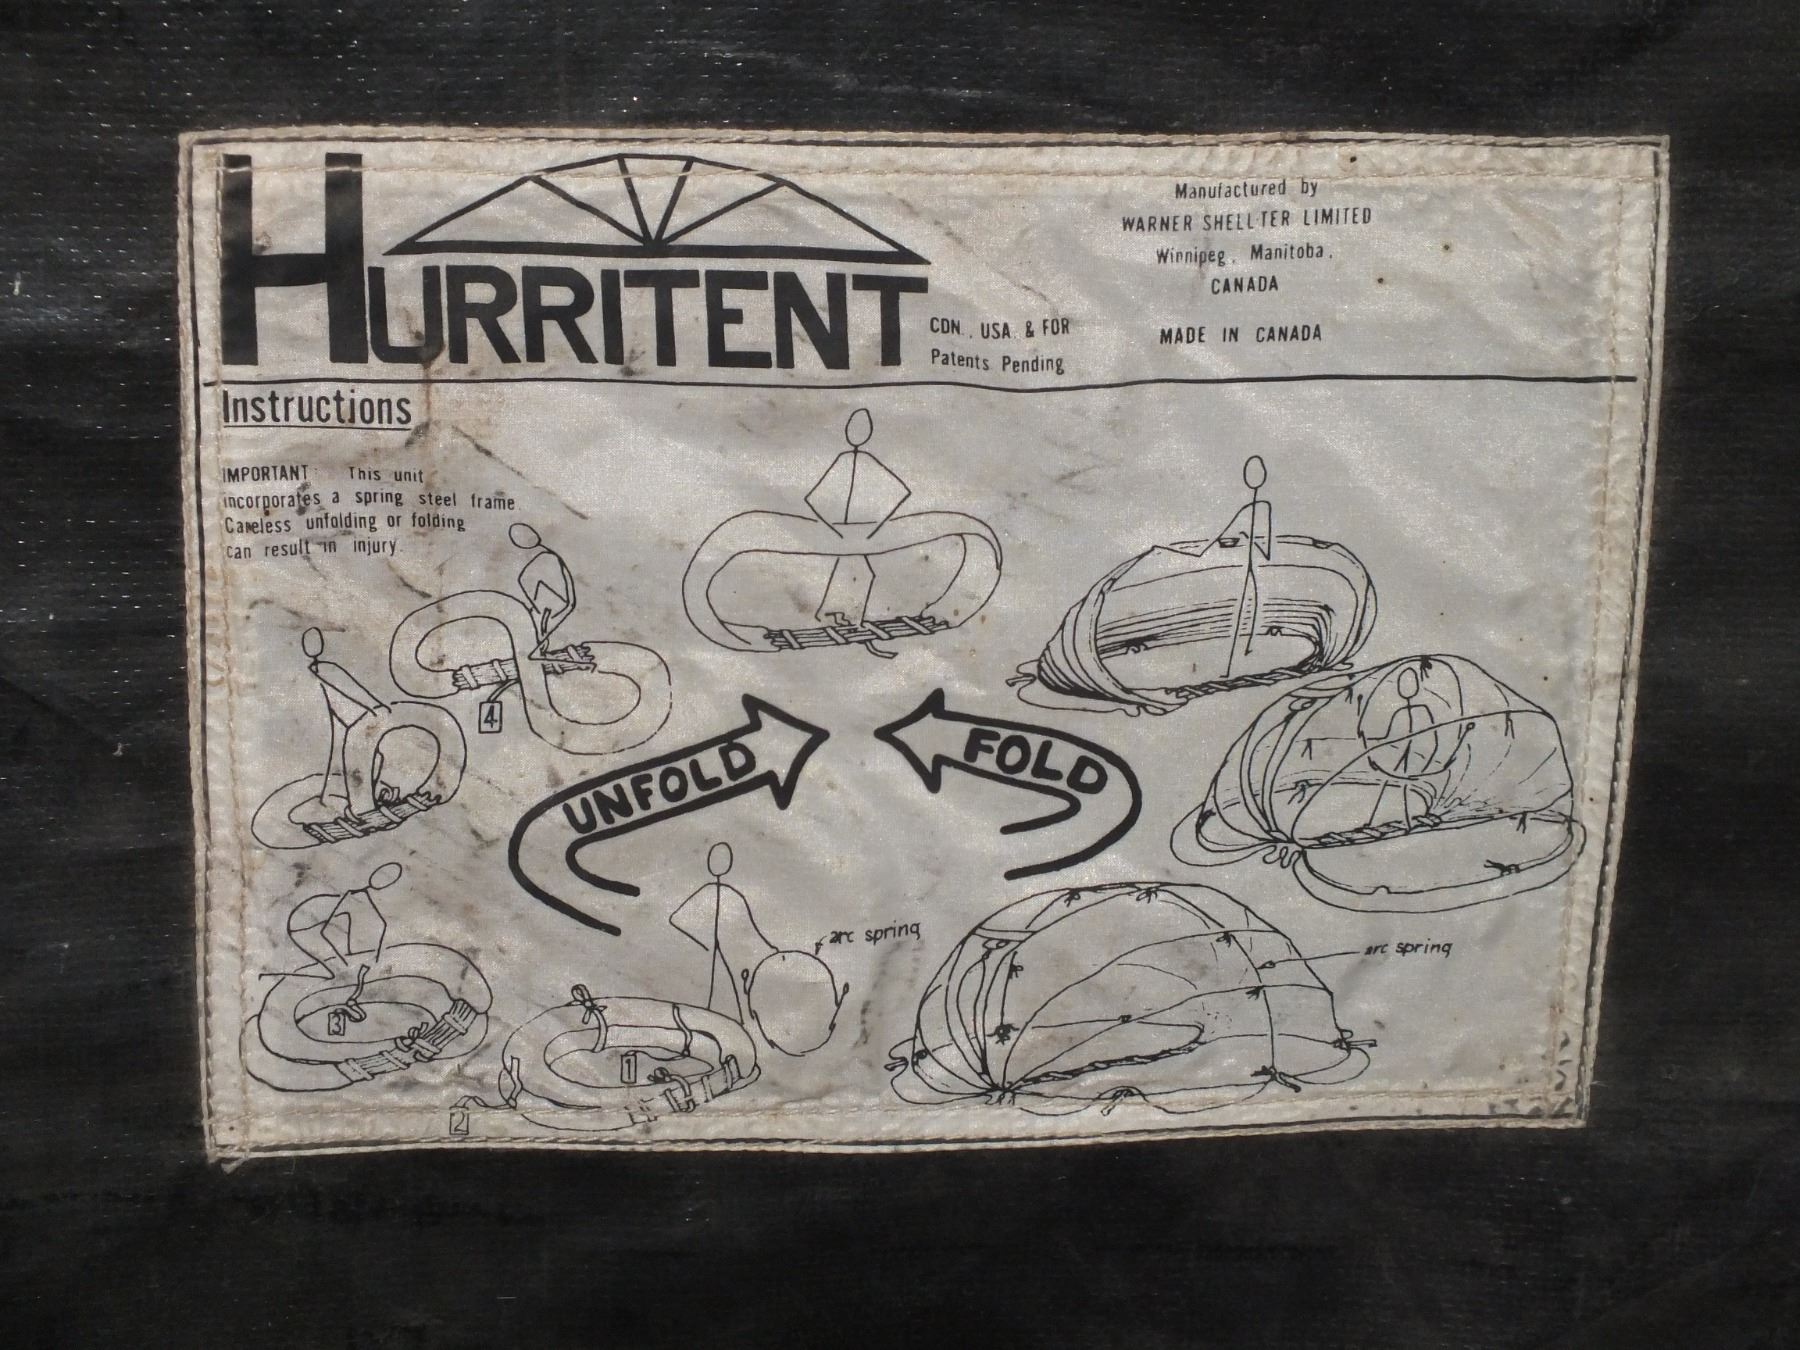 HURRITENT
CDN., USA. & FOR
Patents Pending
Manufactured by
WARNER SHELL·TER LIMITED
Winnipeg, Manitoba,
CANADA
MADE IN CANADA
Instructions
IMPORTANT: This unit
incorporates a spring steel frame.
Careless unfolding or folding
can result in injury.
4
UNFOLD
FOLD
arc spring
arc spring
3
1
2